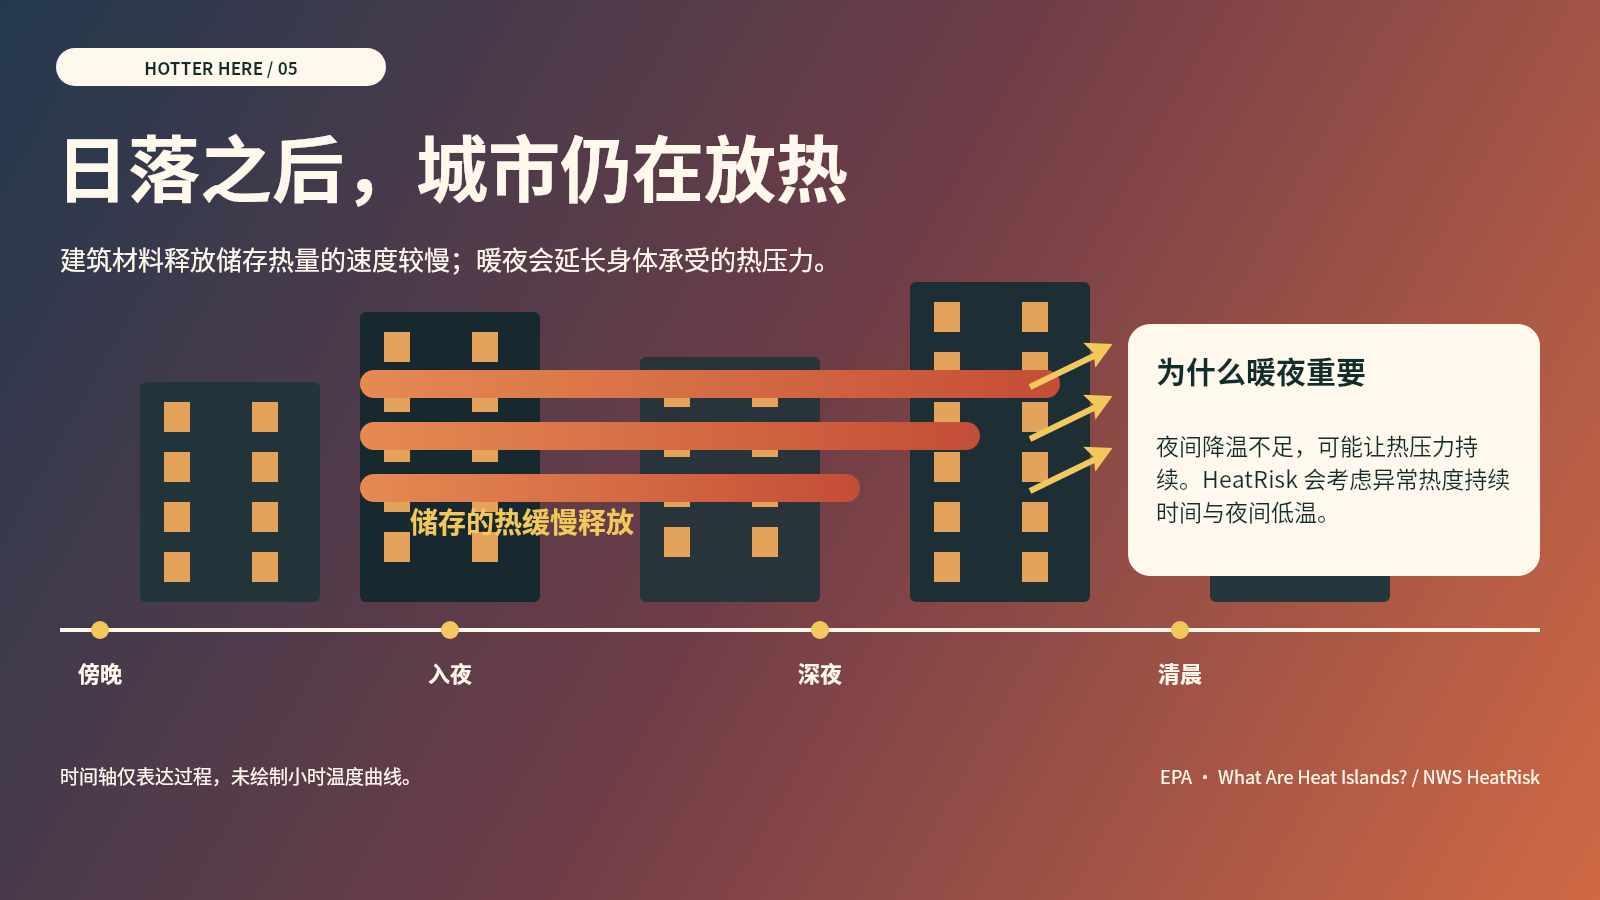 HOTTER HERE / 05
日落之后，城市仍在放热
建筑材料释放储存热量的速度较慢；暖夜会延长身体承受的热压力。
为什么暖夜重要
夜间降温不足，可能让热压力持
续。HeatRisk 会考虑异常热度持续
时间与夜间低温。
储存的热缓慢释放
傍晚
入夜
深夜
清晨
时间轴仅表达过程，未绘制小时温度曲线。
EPA · What Are Heat Islands? / NWS HeatRisk